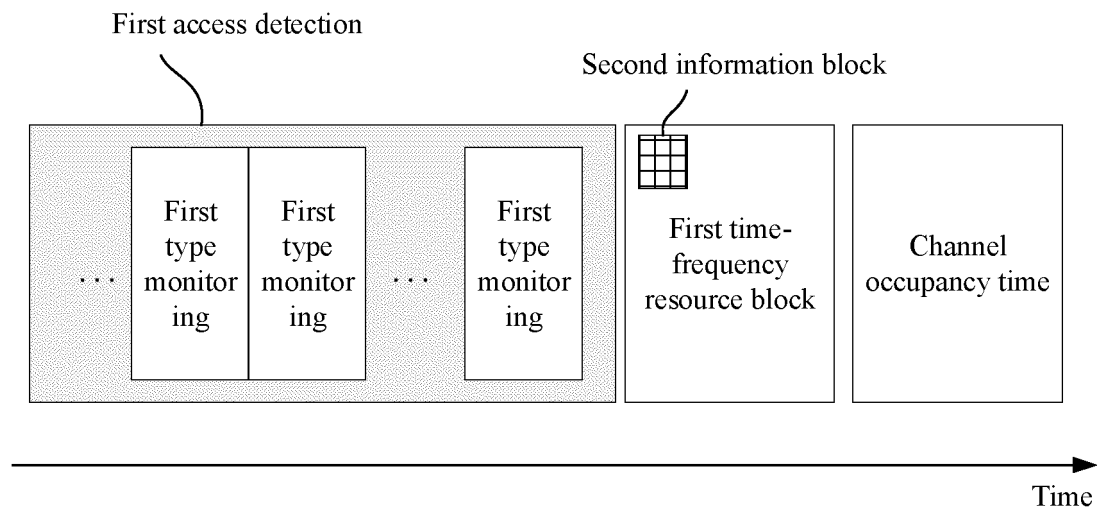 First access detection
Second information block
. . .
First
type
monitor
ing
First
type
monitor
ing
. . .
First
type
monitor
ing
First time-
frequency
resource block
Channel
occupancy time
Time